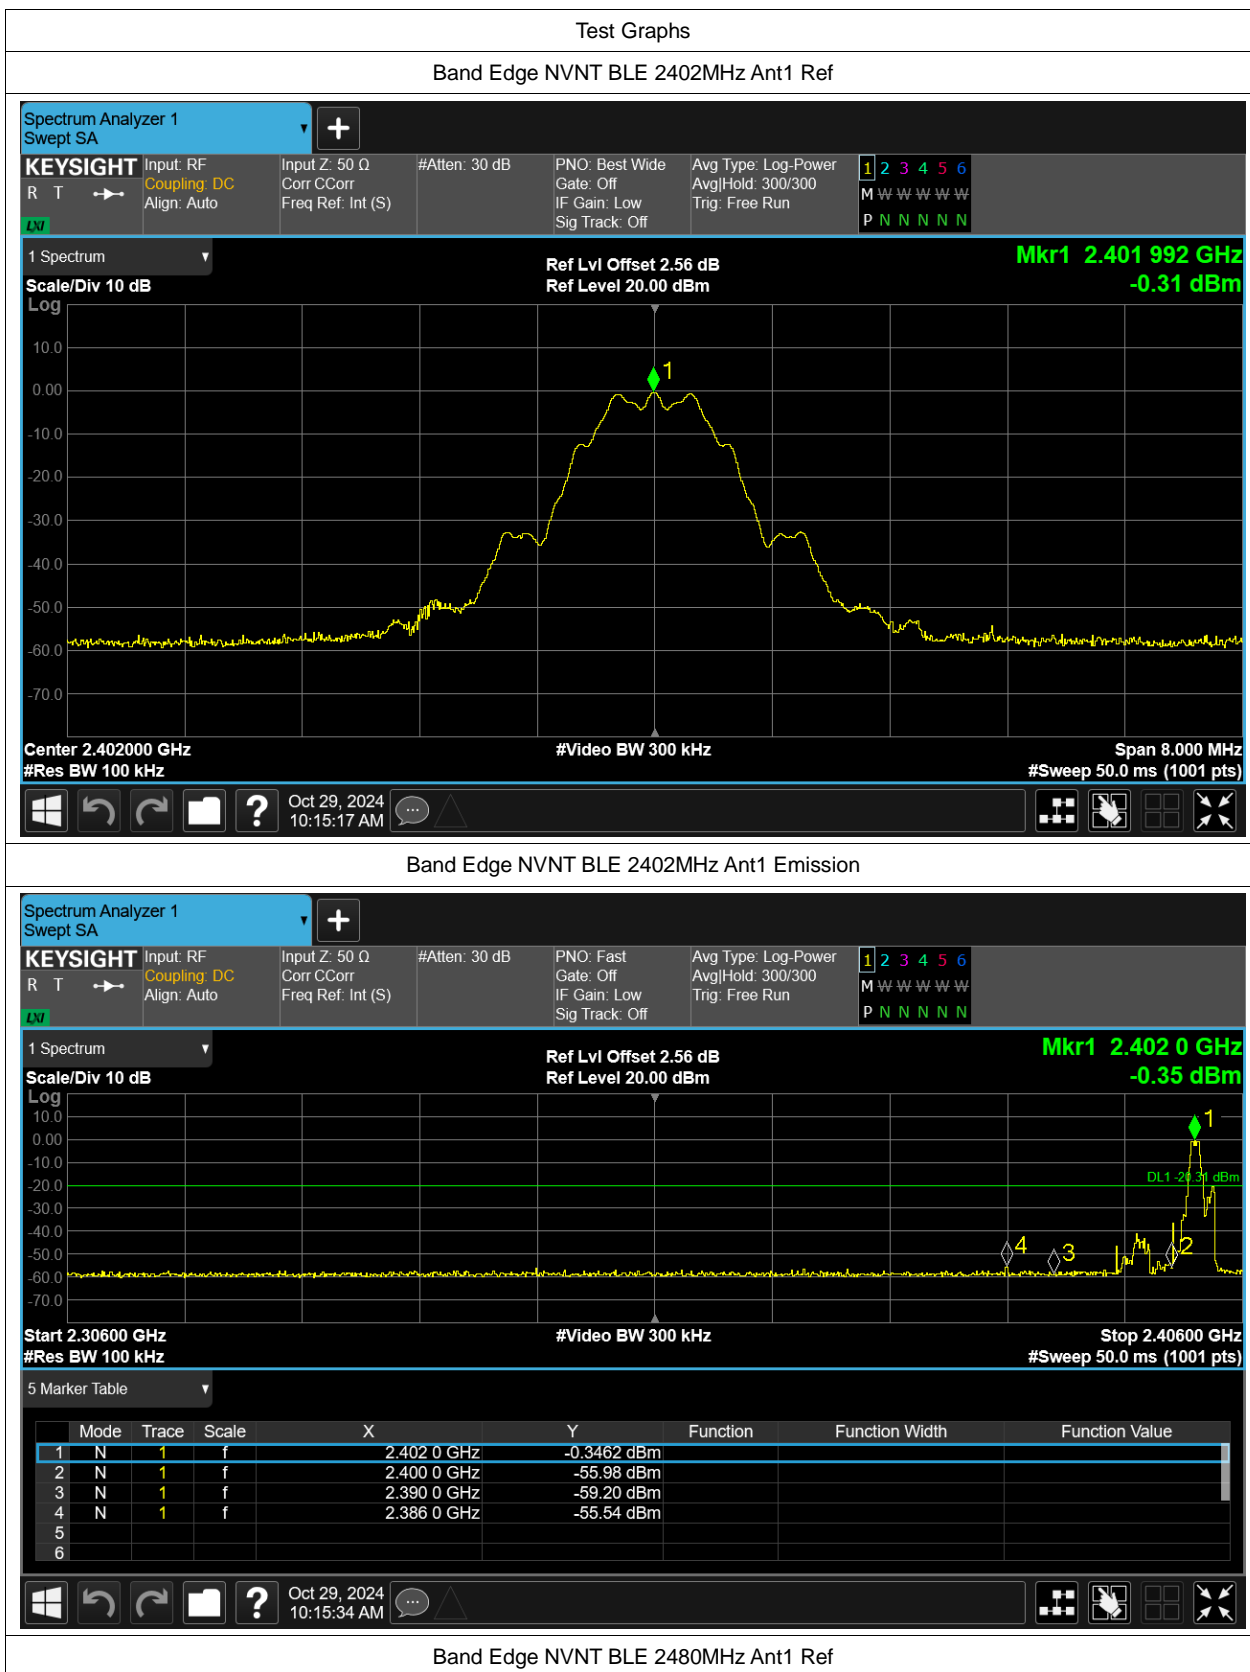 Test Graphs
Band Edge NVNT BLE 2402MHz Ant1 Ref
Spectrum Analyzer 1
Swept SA
KEYSIGHT Input: RF Input Z: 50 Ω #Atten: 30 dB PNO: Best Wide Avg Type: Log-Power 1 2 3 4 5 6
R T Coupling: DC Corr CCorr Gate: Off Avg|Hold: 300/300 M W W W W W
Align: Auto Freq Ref: Int (S) IF Gain: Low Trig: Free Run
LXI Sig Track: Off P N N N N N
1 Spectrum Ref Lvl Offset 2.56 dB Mkr1 2.401 992 GHz
Scale/Div 10 dB Ref Level 20.00 dBm -0.31 dBm
Log
10.0
1
0.00
-10.0
-20.0
-30.0
-40.0
-50.0
-60.0
-70.0
Center 2.402000 GHz #Video BW 300 kHz Span 8.000 MHz
#Res BW 100 kHz #Sweep 50.0 ms (1001 pts)
Oct 29, 2024
10:15:17 AM
Band Edge NVNT BLE 2402MHz Ant1 Emission
Spectrum Analyzer 1
Swept SA
KEYSIGHT Input: RF Input Z: 50 Ω #Atten: 30 dB PNO: Fast Avg Type: Log-Power 1 2 3 4 5 6
R T Coupling: DC Corr CCorr Gate: Off Avg|Hold: 300/300 M W W W W W
Align: Auto Freq Ref: Int (S) IF Gain: Low Trig: Free Run
LXI Sig Track: Off P N N N N N
1 Spectrum Ref Lvl Offset 2.56 dB Mkr1 2.402 0 GHz
Scale/Div 10 dB Ref Level 20.00 dBm -0.35 dBm
Log
10.0 1
0.00
-10.0
DL1 -20.31 dBm
-20.0
-30.0
-40.0
-50.0 4 3 2
-60.0
-70.0
Start 2.30600 GHz #Video BW 300 kHz Stop 2.40600 GHz
#Res BW 100 kHz #Sweep 50.0 ms (1001 pts)
5 Marker Table
Mode Trace Scale X Y Function Function Width Function Value
1 N 1 f 2.402 0 GHz -0.3462 dBm
2 N 1 f 2.400 0 GHz -55.98 dBm
3 N 1 f 2.390 0 GHz -59.20 dBm
4 N 1 f 2.386 0 GHz -55.54 dBm
5
6
Oct 29, 2024
10:15:34 AM
Band Edge NVNT BLE 2480MHz Ant1 Ref